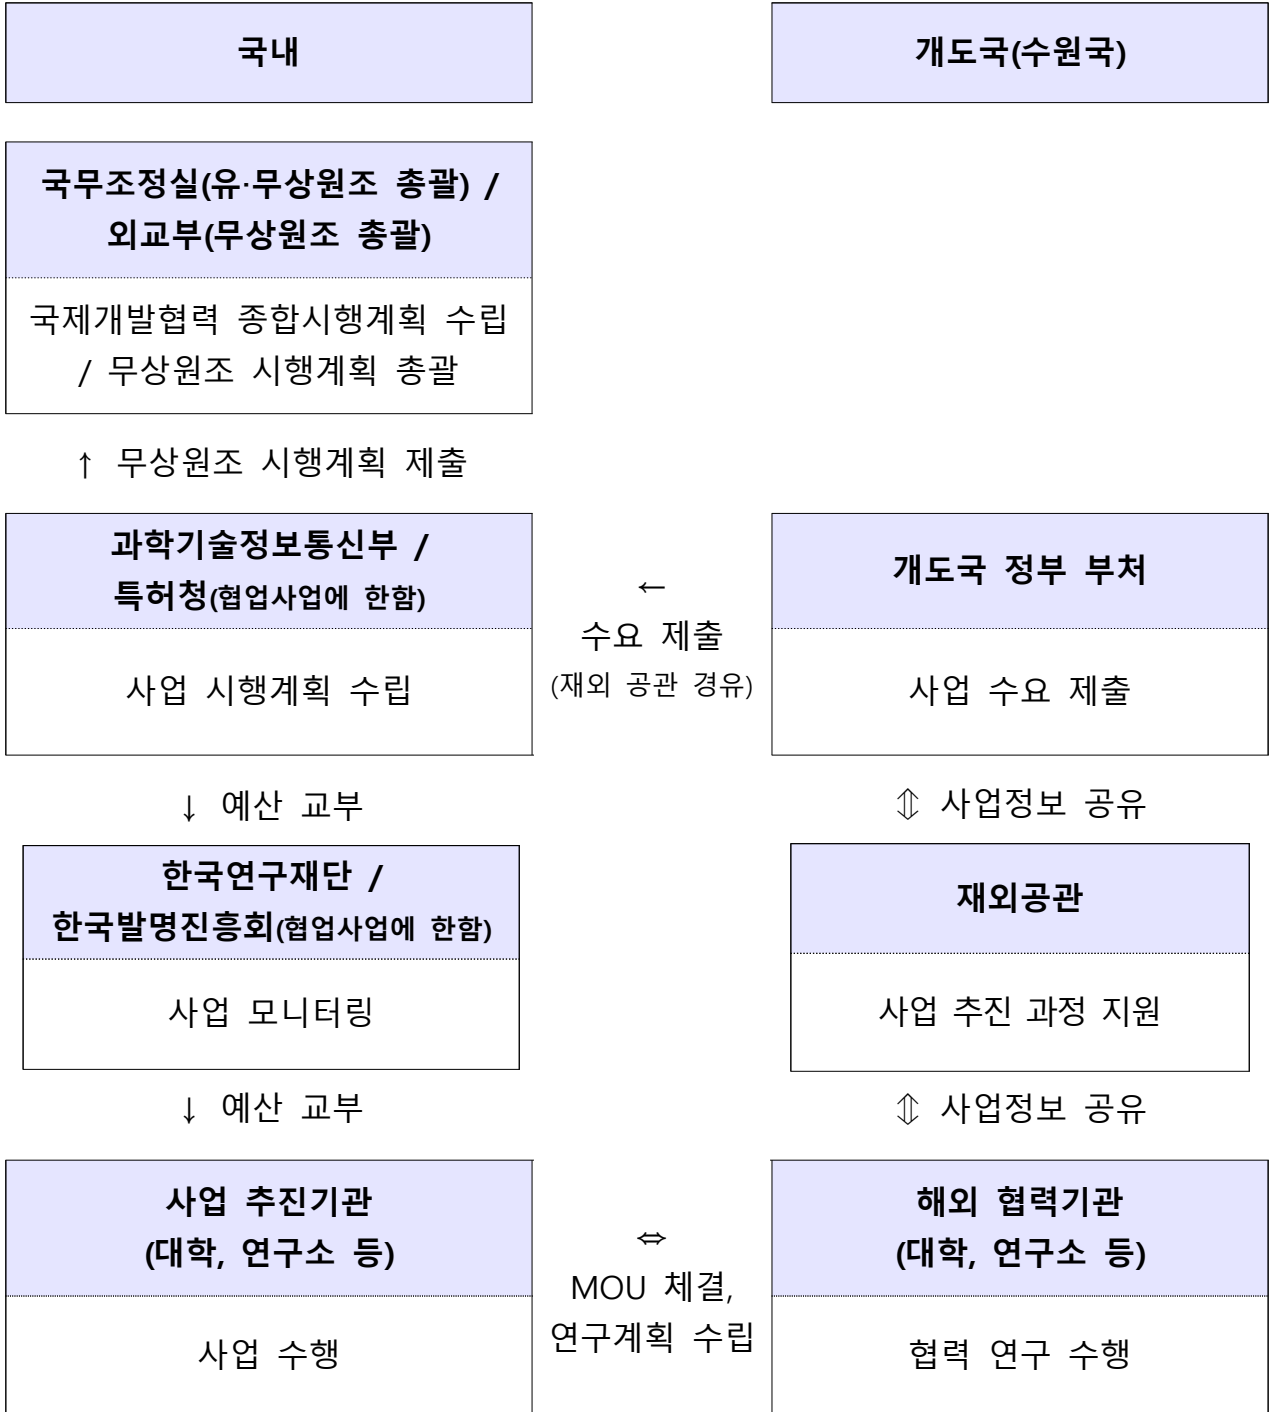 국내
개도국(수원국)
국무조정실(유·무상원조 총괄) /
외교부(무상원조 총괄)
국제개발협력 종합시행계획 수립
/ 무상원조 시행계획 총괄
↑ 무상원조 시행계획 제출
과학기술정보통신부 /
특허청(협업사업에 한함)
사업 시행계획 수립
←
수요 제출
(재외 공관 경유)
개도국 정부 부처
사업 수요 제출
↓ 예산 교부
⇕ 사업정보 공유
한국연구재단 /
한국발명진흥회(협업사업에 한함)
사업 모니터링
재외공관
사업 추진 과정 지원
↓ 예산 교부
⇕ 사업정보 공유
사업 추진기관
(대학, 연구소 등)
사업 수행
⇔
MOU 체결,
연구계획 수립
해외 협력기관
(대학, 연구소 등)
협력 연구 수행